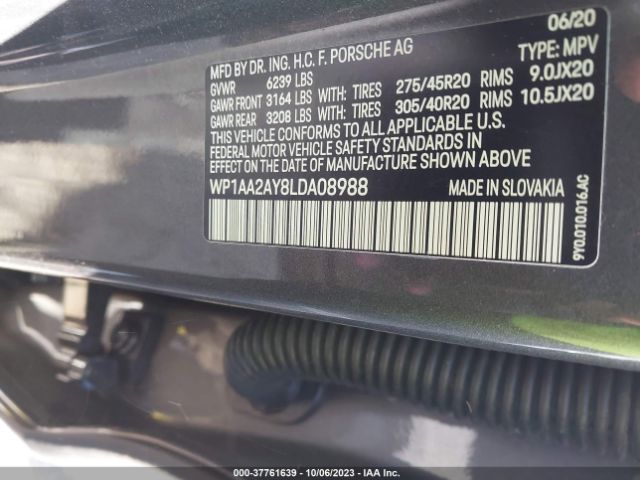 06/20
MFD BY DR. ING. H.C. F. PORSCHE AG TYPE: MPV
GVWR 6239 LBS
GAWR FRONT 3164 LBS WITH: TIRES 275/45R20 RIMS 9.0JX20
GAWR REAR 3208 LBS WITH: TIRES 305/40R20 RIMS 10.5JX20
THIS VEHICLE CONFORMS TO ALL APPLICABLE U.S.
FEDERAL MOTOR VEHICLE SAFETY STANDARDS IN
EFFECT ON THE DATE OF MANUFACTURE SHOWN ABOVE
WP1AA2AY8LDA08988 MADE IN SLOVAKIA
9Y0.010.016.AC
000-37761639 - 10/06/2023 - IAA Inc.